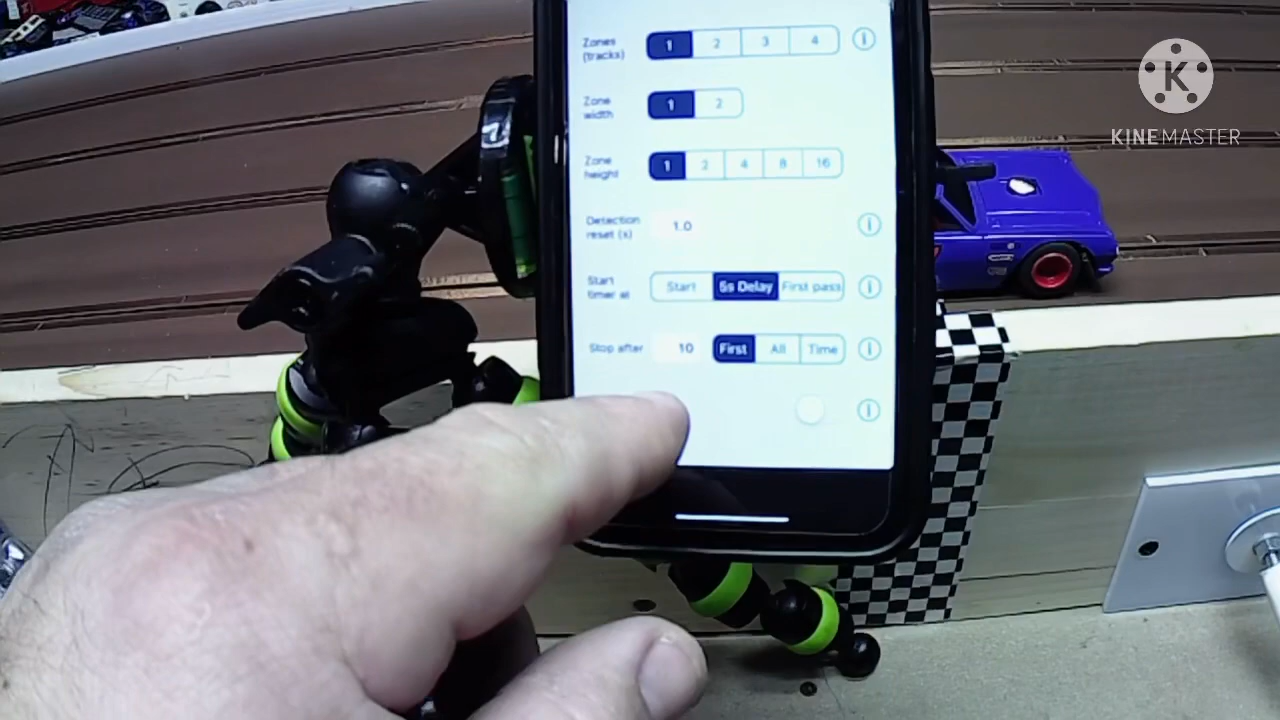 Zones
(tracks)
1 2 3 4
Zone
width
1 2
Zone
height
1 2 4 8 16
Detection
reset (s)
1.0
Start
timer at
Start 5s Delay First pass
Stop after
10 First All Time
K
KINEMASTER